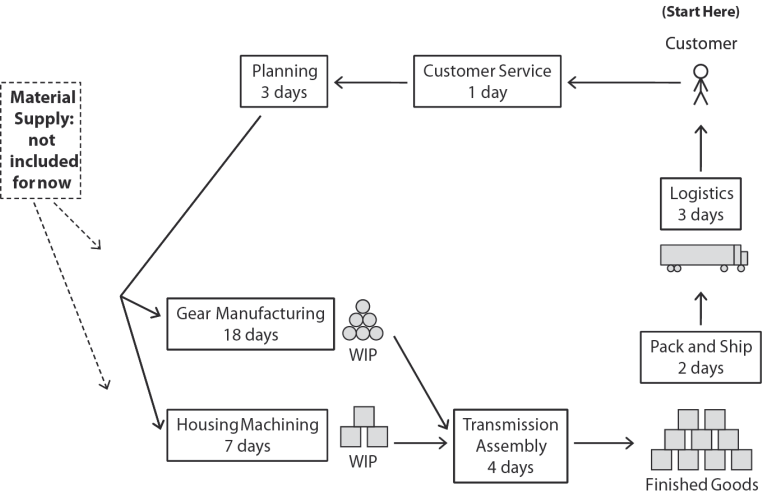 (Start Here)
Customer
Customer Service
1 day
Planning
3 days
Material
Supply:
not
included
for now
Gear Manufacturing
18 days
WIP
Housing Machining
7 days
WIP
Transmission
Assembly
4 days
Finished Goods
Pack and Ship
2 days
Logistics
3 days